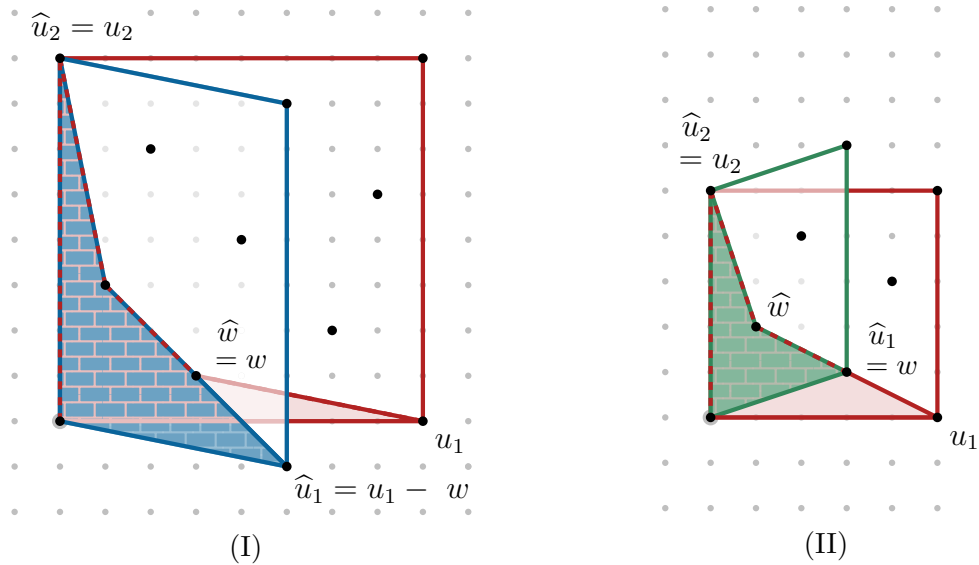 û₂ = u₂
û₂
= u₂
ŵ
= w
ŵ
û₁
= w
u₁
u₁
û₁ = u₁ − w
(I)
(II)